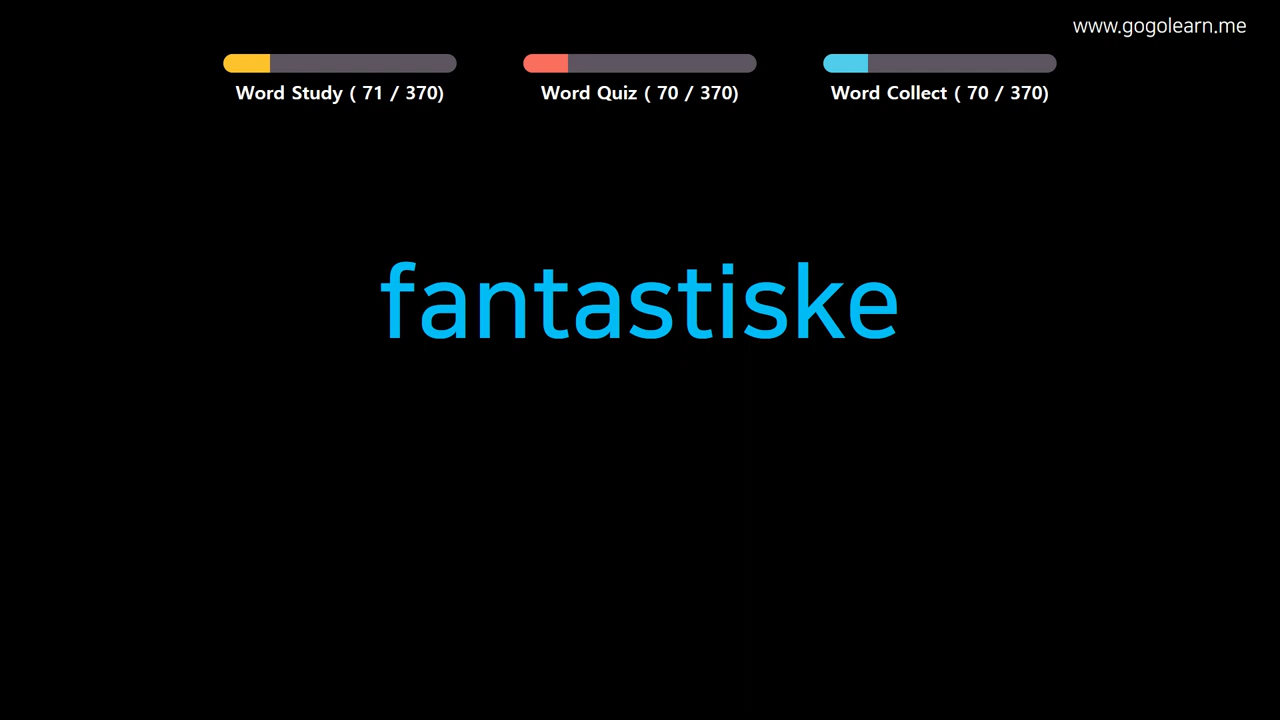 www.gogolearn.me
Word Study ( 71 / 370)
Word Quiz ( 70 / 370)
Word Collect ( 70 / 370)
fantastiske